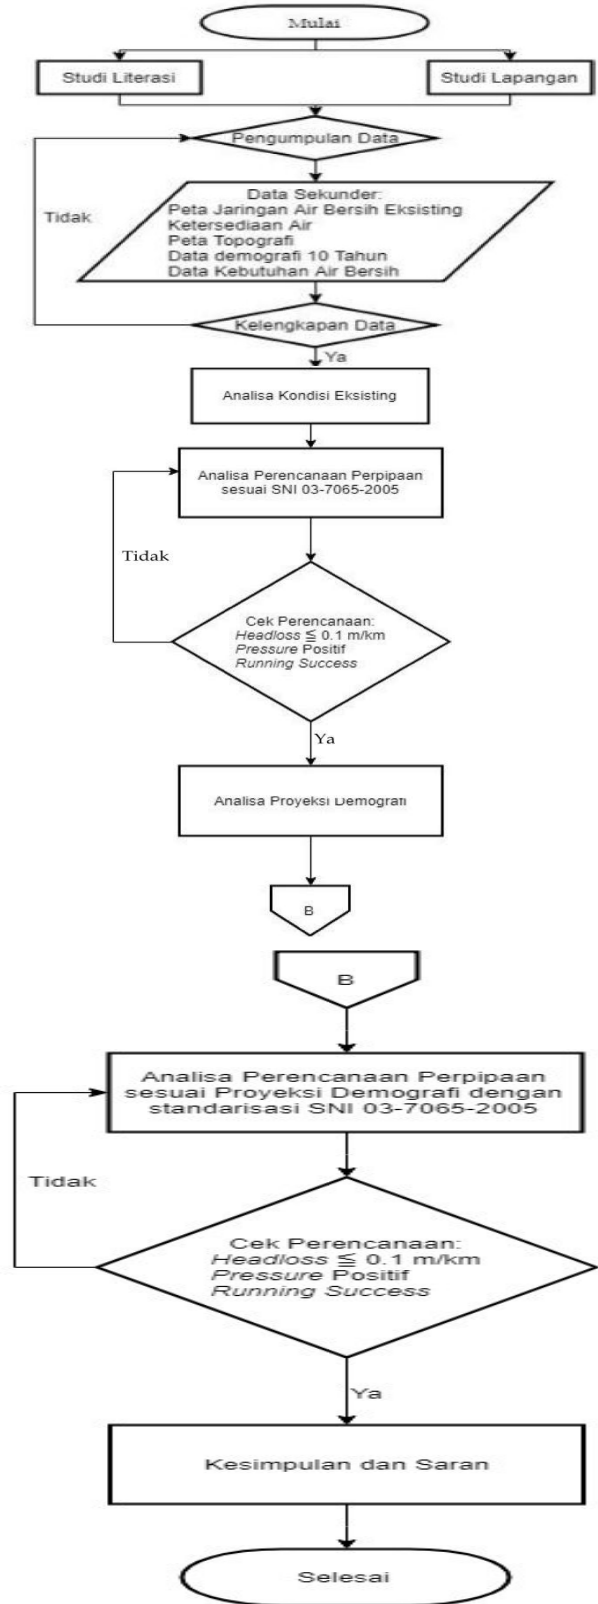 Mulai
Studi Literasi
Studi Lapangan
Pengumpulan Data
Data Sekunder:
Peta Jaringan Air Bersih Eksisting
Ketersediaan Air
Peta Topografi
Data demografi 10 Tahun
Data Kebutuhan Air Bersih
Tidak
Kelengkapan Data
Ya
Analisa Kondisi Eksisting
Analisa Perencanaan Perpipaan
sesuai SNI 03-7065-2005
Tidak
Cek Perencanaan:
Headloss ≦ 0.1 m/km
Pressure Positif
Running Success
Ya
Analisa Proyeksi Demografi
B
B
Analisa Perencanaan Perpipaan
sesuai Proyeksi Demografi dengan
standarisasi SNI 03-7065-2005
Tidak
Cek Perencanaan:
Headloss ≦ 0.1 m/km
Pressure Positif
Running Success
Ya
Kesimpulan dan Saran
Selesai